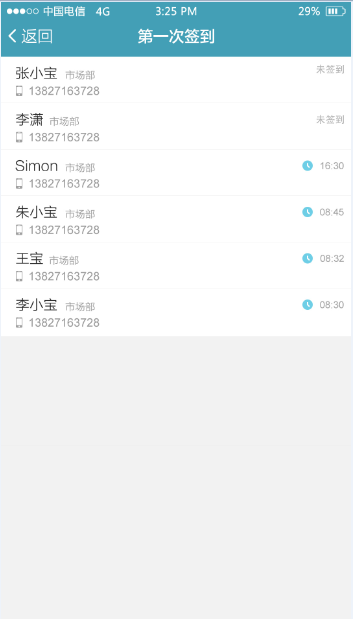 中国电信 4G 3:25 PM 29%
返回 第一次签到
张小宝 市场部 未签到
13827163728
李潇 市场部 未签到
13827163728
Simon 市场部 16:30
13827163728
朱小宝 市场部 08:45
13827163728
王宝 市场部 08:32
13827163728
李小宝 市场部 08:30
13827163728